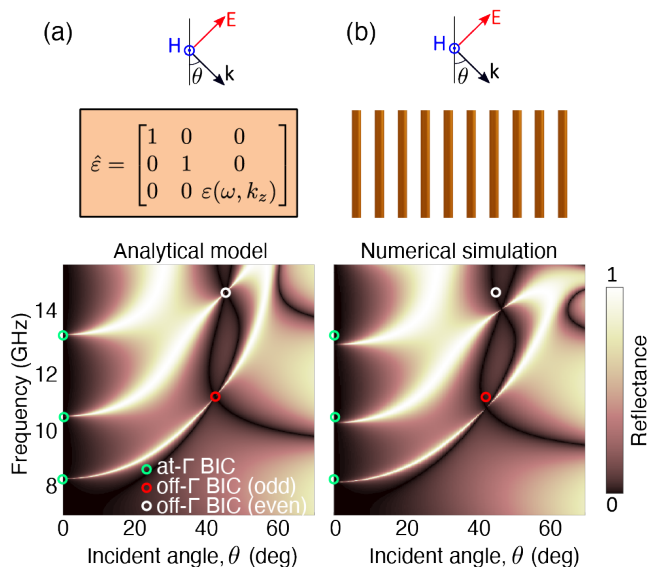 (a)
(b)
E
H
θ
k
E
H
θ
k
ε̂ = [1 0 0
0 1 0
0 0 ε(ω, k_z)]
Analytical model
Numerical simulation
Frequency (GHz)
14
12
10
8
at-Γ BIC
off-Γ BIC (odd)
off-Γ BIC (even)
0 20 40 60
0 20 40 60
Incident angle, θ (deg)
Incident angle, θ (deg)
1
Reflectance
0